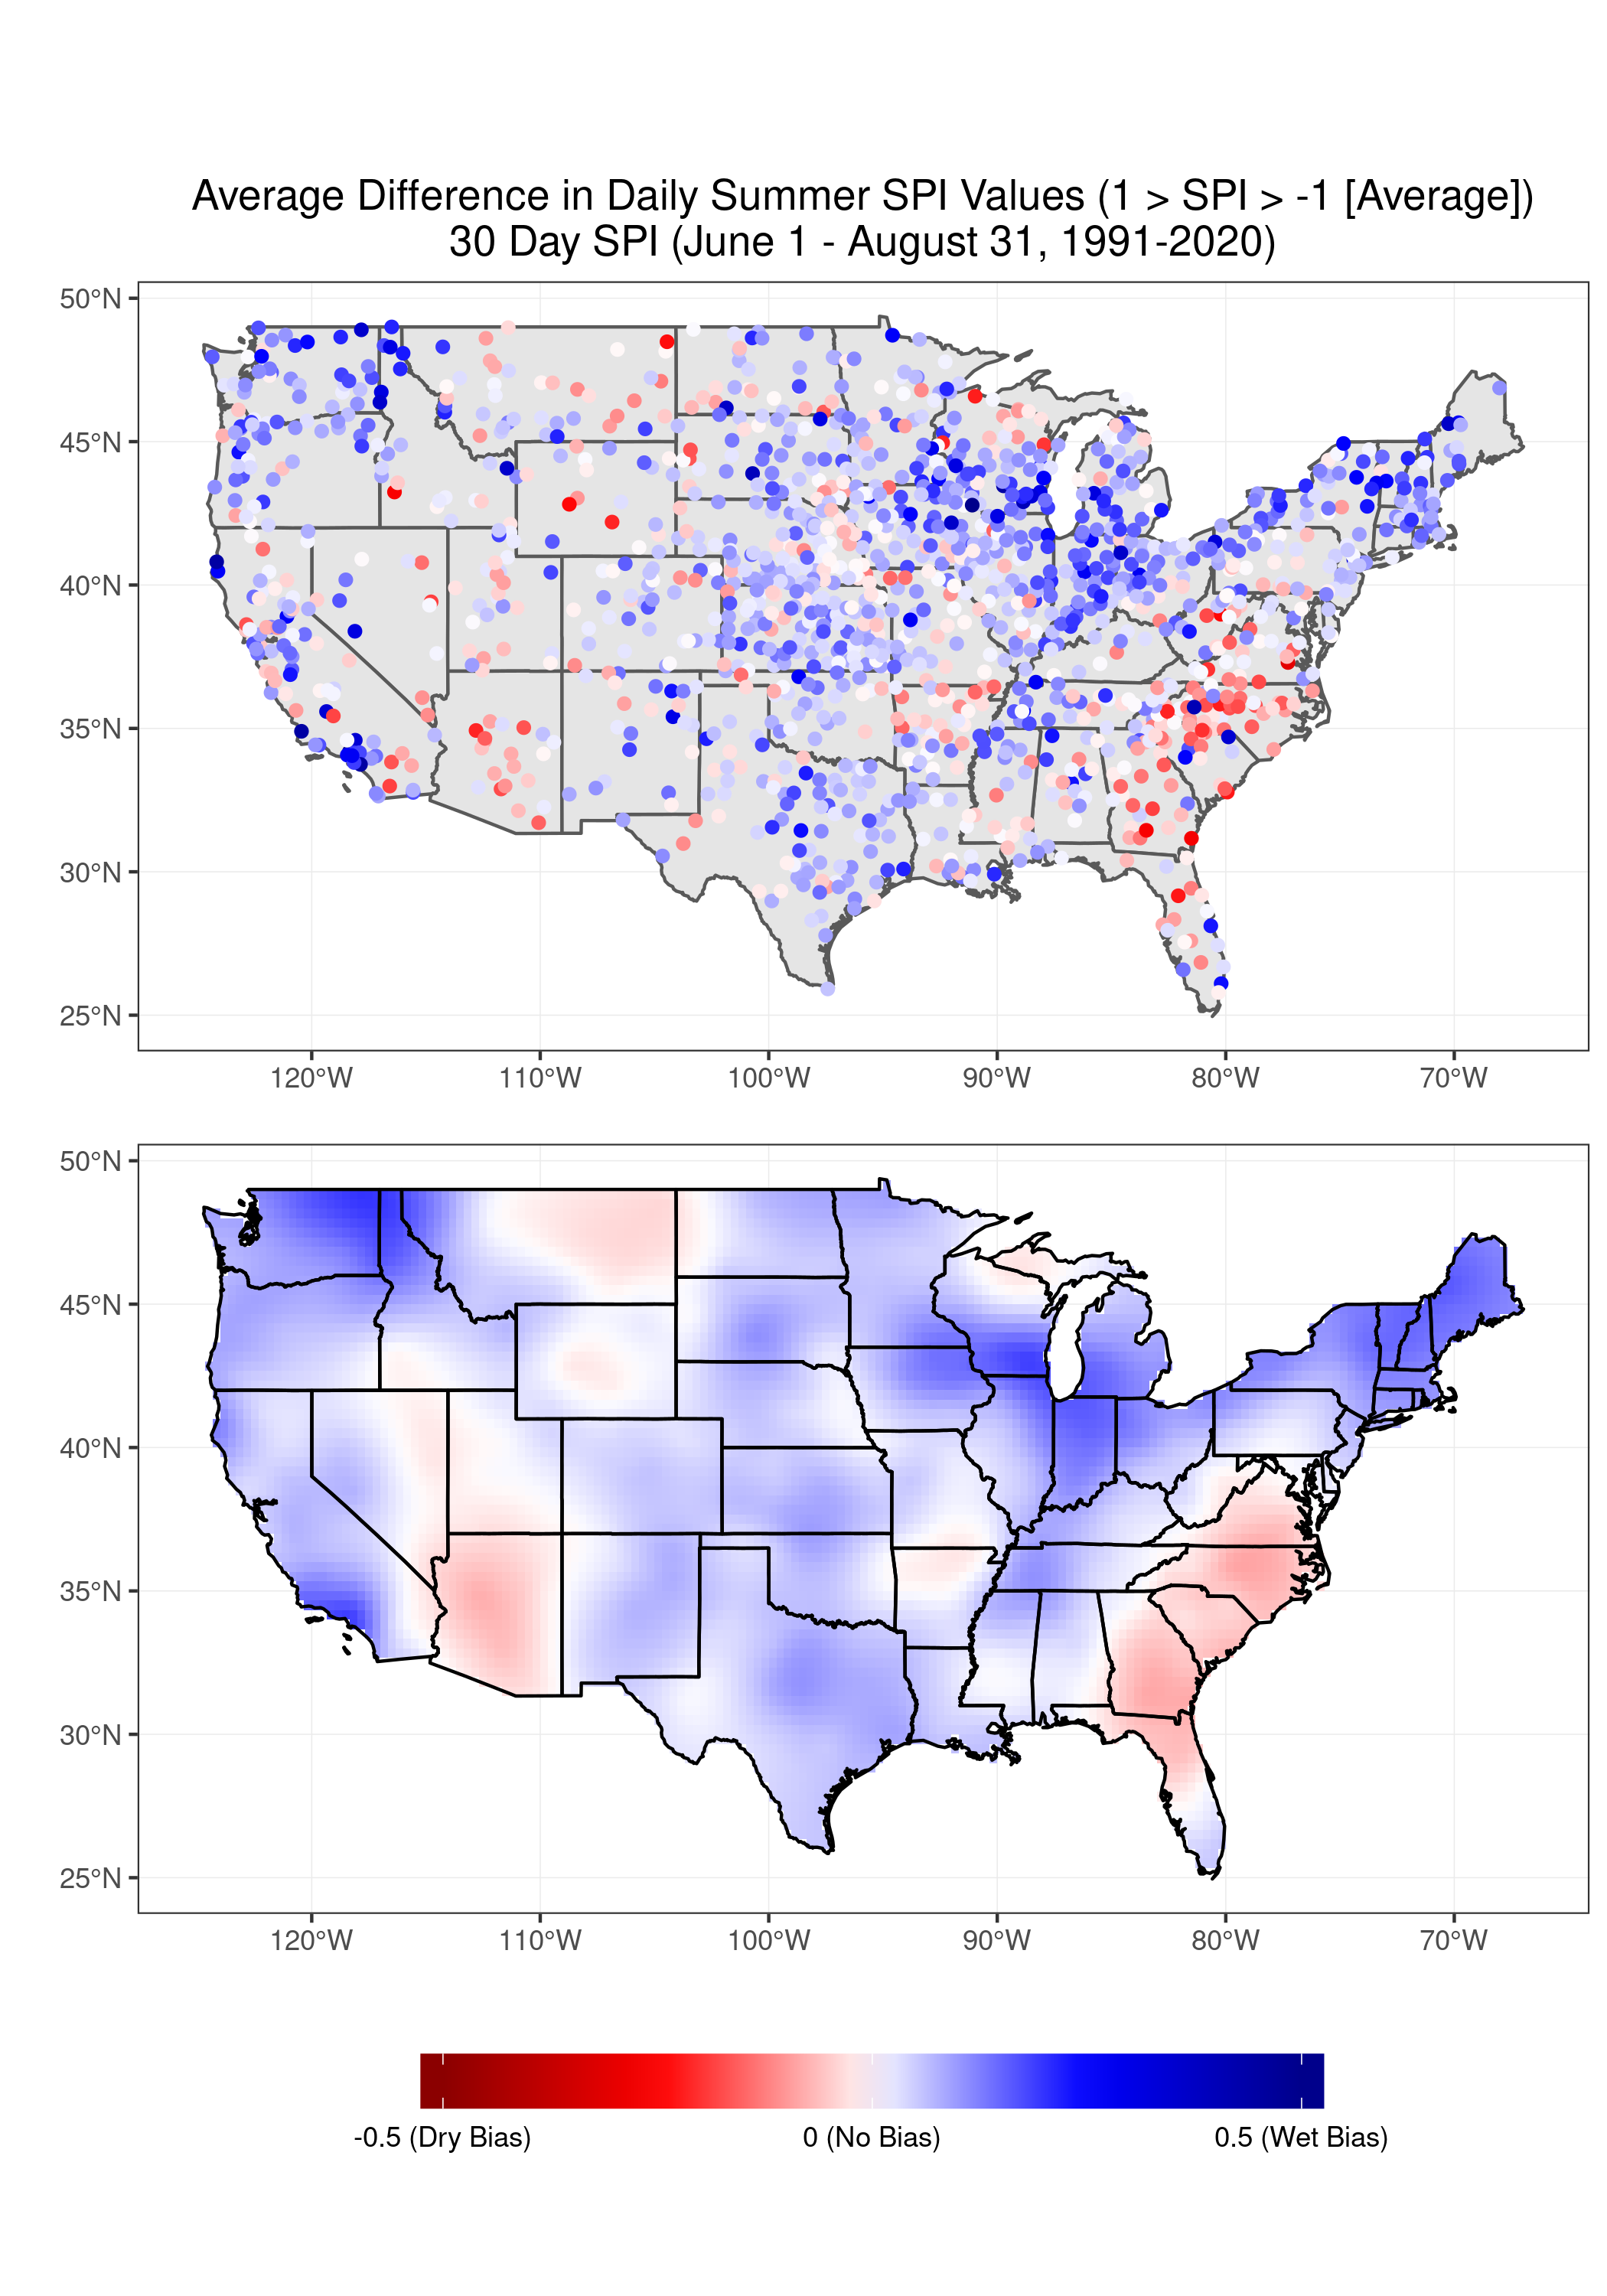 Average Difference in Daily Summer SPI Values (1 > SPI > -1 [Average])
30 Day SPI (June 1 - August 31, 1991-2020)
50°N
45°N
40°N
35°N
30°N
25°N
120°W 110°W 100°W 90°W 80°W 70°W
50°N
45°N
40°N
35°N
30°N
25°N
120°W 110°W 100°W 90°W 80°W 70°W
-0.5 (Dry Bias) 0 (No Bias) 0.5 (Wet Bias)